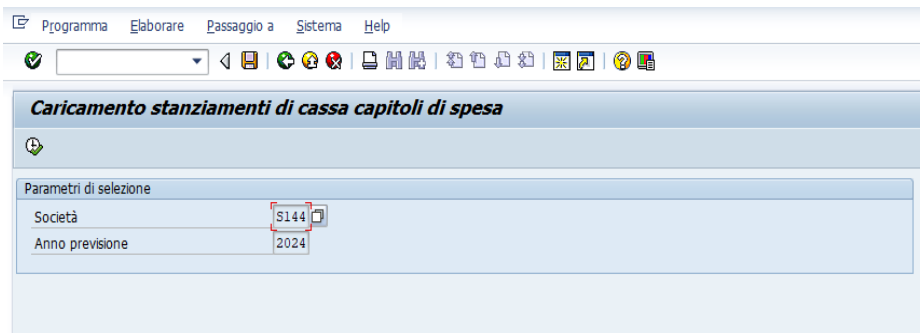 Programma Elaborare Passaggio a Sistema Help
Caricamento stanziamenti di cassa capitoli di spesa
Parametri di selezione
Società S144
Anno previsione 2024